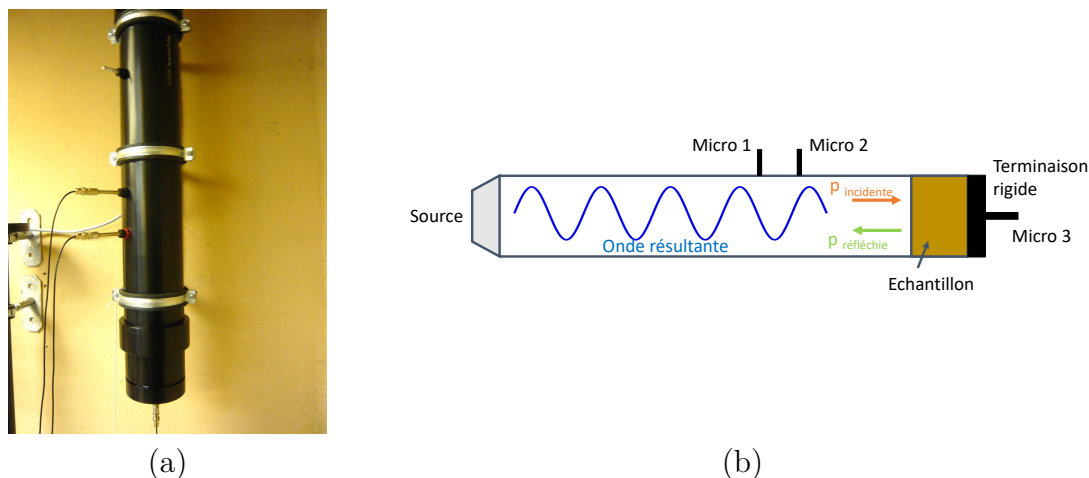 Micro 1
Micro 2
Terminaison
rigide
Source
p incidente
Micro 3
Onde résultante
p réfléchie
Echantillon
(a)
(b)